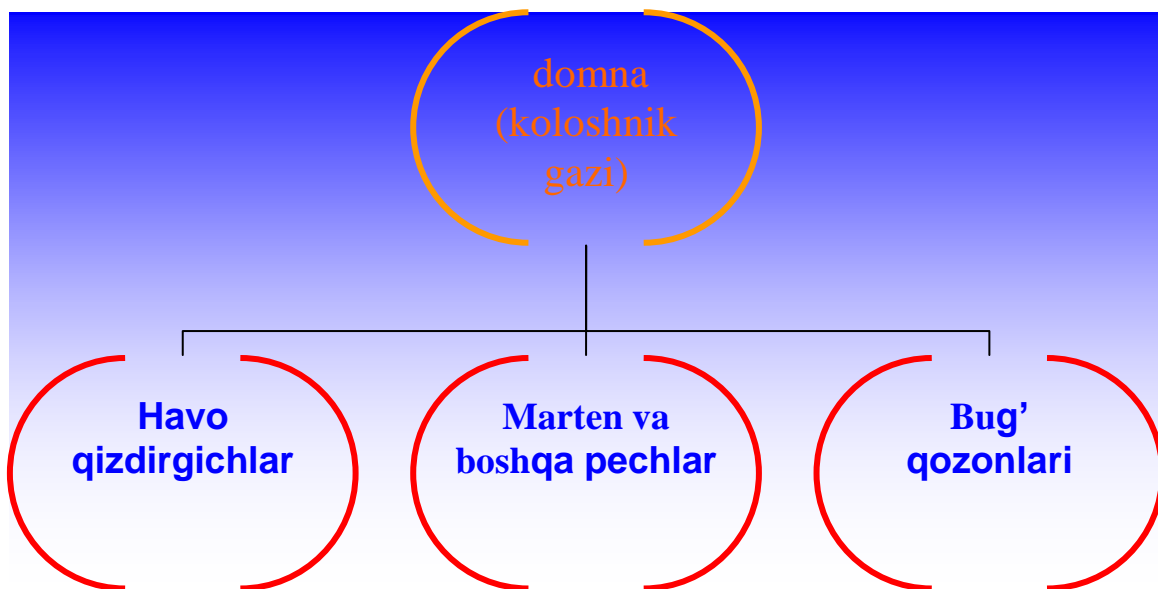 domna
(koloshnik
gazi)
Havo
qizdirgichlar
Marten va
boshqa pechlar
Bug’
qozonlari